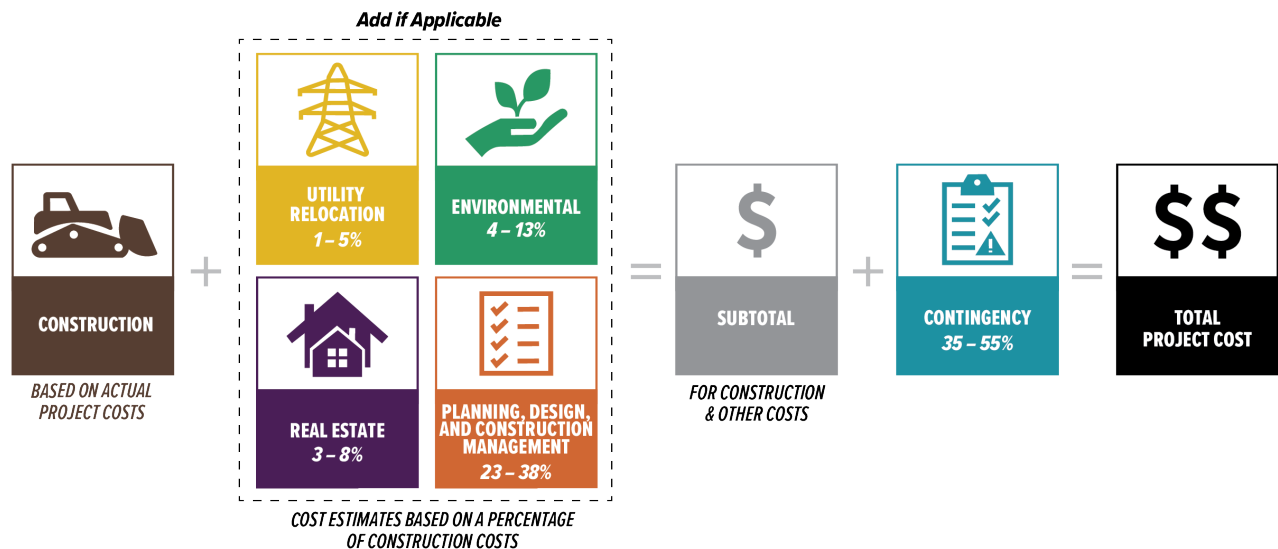 Add if Applicable
CONSTRUCTION
BASED ON ACTUAL
PROJECT COSTS
+
UTILITY
RELOCATION
1 – 5%
ENVIRONMENTAL
4 – 13%
REAL ESTATE
3 – 8%
PLANNING, DESIGN,
AND CONSTRUCTION
MANAGEMENT
23 – 38%
COST ESTIMATES BASED ON A PERCENTAGE
OF CONSTRUCTION COSTS
=
$
SUBTOTAL
FOR CONSTRUCTION
& OTHER COSTS
+
!
CONTINGENCY
35 – 55%
=
$$
TOTAL
PROJECT COST